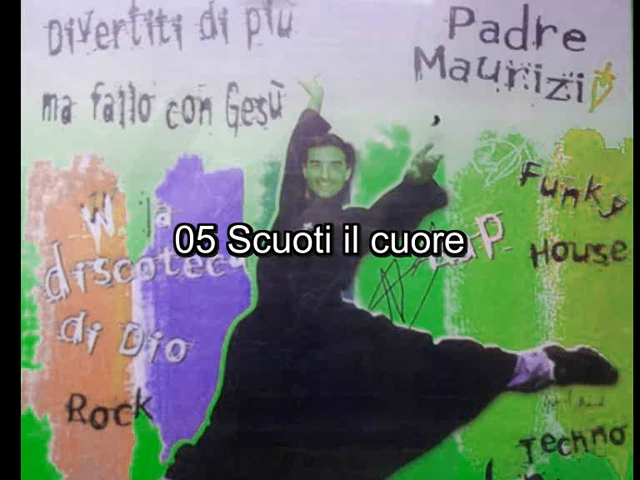 Divertiti di più
ma fallo con Gesù
Padre
Maurizi
W la
discoteca
di Dio
Rock
05 Scuoti il cuore
Funky
House
Techno